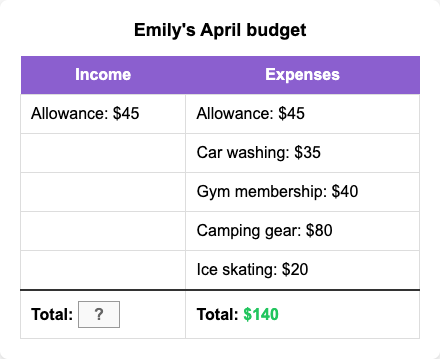 Emily's April budget
Income Expenses
Allowance: $45 Allowance: $45
Car washing: $35
Gym membership: $40
Camping gear: $80
Ice skating: $20
Total: ? Total: $140